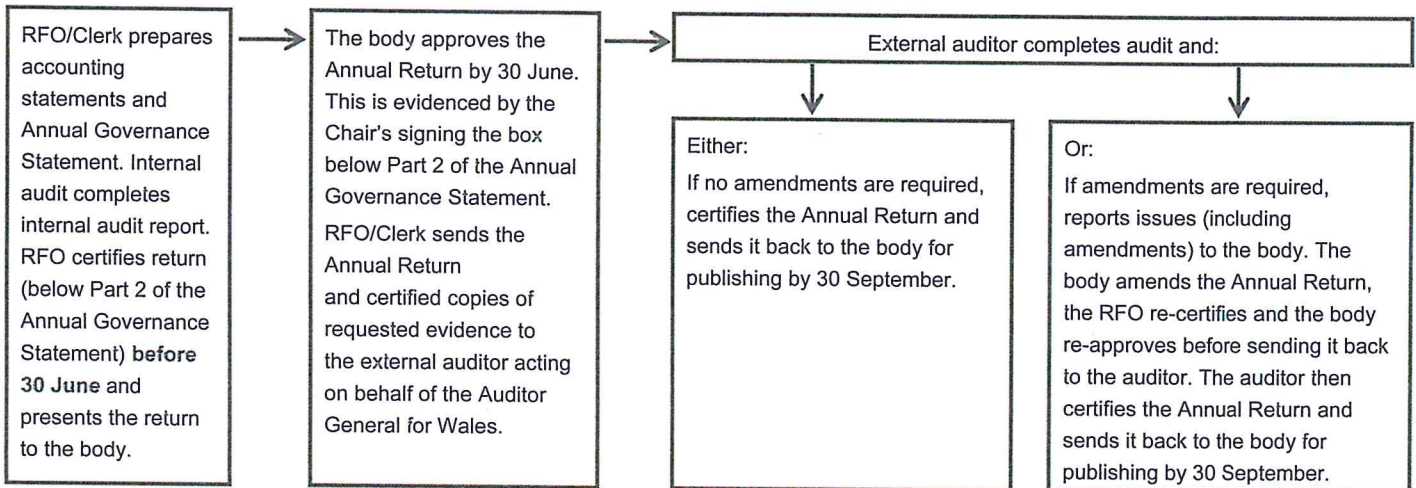 RFO/Clerk prepares
accounting
statements and
Annual Governance
Statement. Internal
audit completes
internal audit report.
RFO certifies return
(below Part 2 of the
Annual Governance
Statement) before
30 June and
presents the return
to the body.
The body approves the
Annual Return by 30 June.
This is evidenced by the
Chair's signing the box
below Part 2 of the Annual
Governance Statement.
RFO/Clerk sends the
Annual Return
and certified copies of
requested evidence to
the external auditor acting
on behalf of the Auditor
General for Wales.
External auditor completes audit and:
Either:
If no amendments are required,
certifies the Annual Return and
sends it back to the body for
publishing by 30 September.
Or:
If amendments are required,
reports issues (including
amendments) to the body. The
body amends the Annual Return,
the RFO re-certifies and the body
re-approves before sending it back
to the auditor. The auditor then
certifies the Annual Return and
sends it back to the body for
publishing by 30 September.